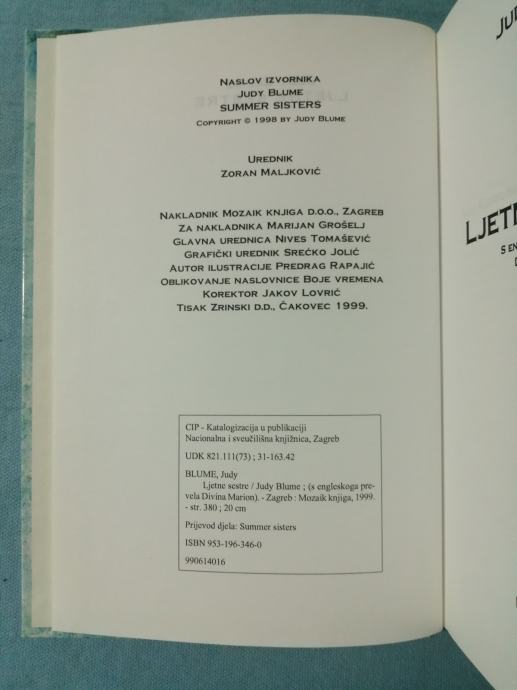 NASLOV IZVORNIKA
JUDY BLUME
SUMMER SISTERS
COPYRIGHT © 1998 BY JUDY BLUME
UREDNIK
ZORAN MALJKOVIĆ
NAKLADNIK MOZAIK KNJIGA D.O.O., ZAGREB
ZA NAKLADNIKA MARIJAN GROŠELJ
GLAVNA UREDNICA NIVES TOMAŠEVIĆ
GRAFIČKI UREDNIK SREĆKO JOLIĆ
AUTOR ILUSTRACIJE PREDRAG RAPAJIĆ
OBLIKOVANJE NASLOVNICE BOJE VREMENA
KOREKTOR JAKOV LOVRIĆ
TISAK ZRINSKI D.D., ČAKOVEC 1999.
CIP - Katalogizacija u publikaciji
Nacionalna i sveučilišna knjižnica, Zagreb
UDK 821.111(73) ; 31-163.42
BLUME, Judy
Ljetne sestre / Judy Blume ; (s engleskoga pre-
vela Divina Marion). - Zagreb : Mozaik knjiga, 1999.
- str. 380 ; 20 cm
Prijevod djela: Summer sisters
ISBN 953-196-346-0
990614016